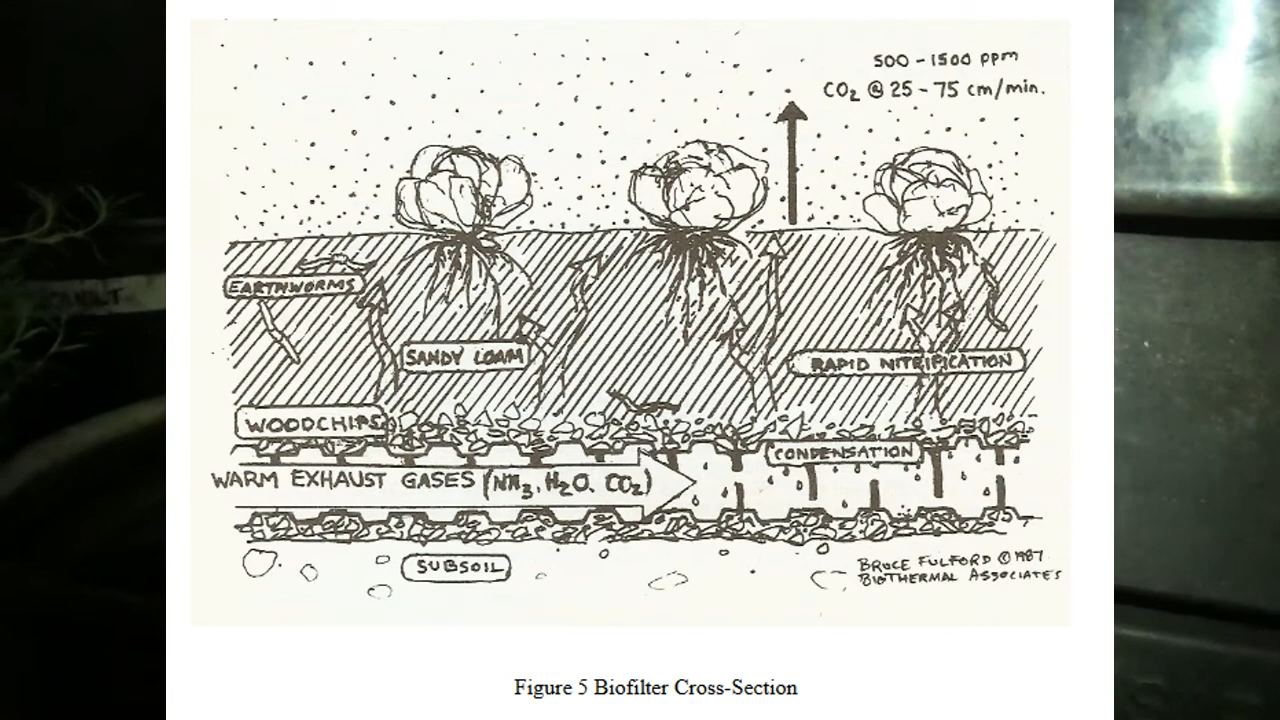 500 - 1500 ppm
CO₂ @ 25 - 75 cm/min.
EARTHWORMS
SANDY LOAM
RAPID NITRIFICATION
WOODCHIPS
CONDENSATION
WARM EXHAUST GASES (NH₃, H₂O, CO₂)
SUBSOIL
BRUCE FULFORD © 1987
BIOTHERMAL ASSOCIATES
Figure 5 Biofilter Cross-Section